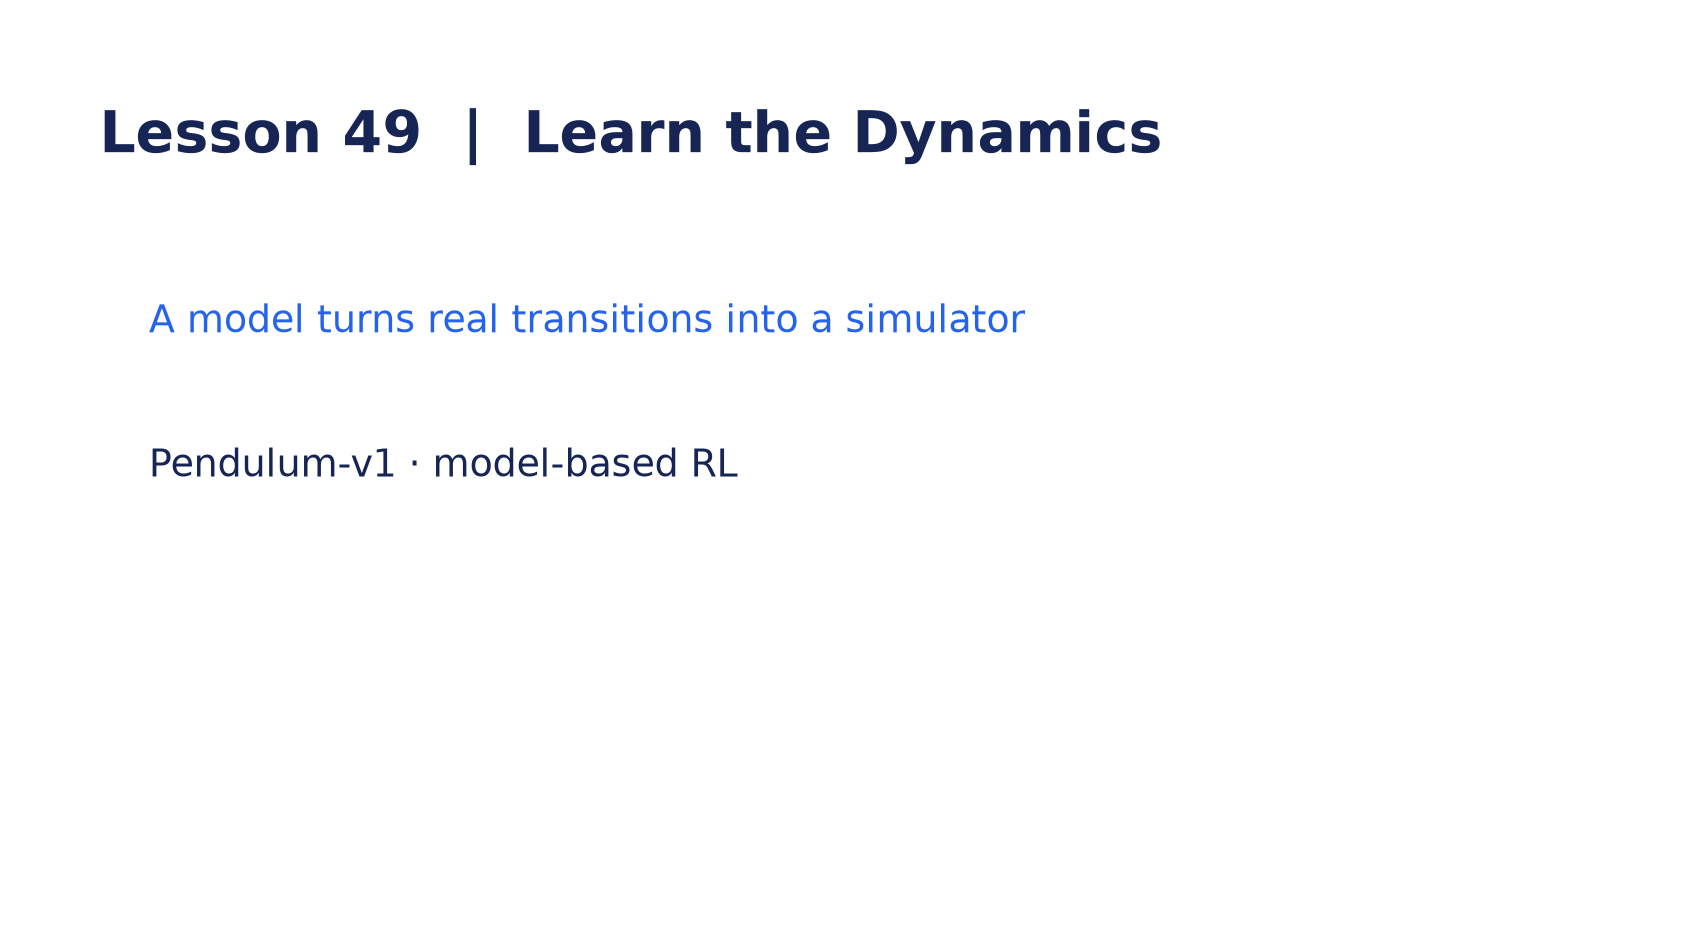 Lesson 49 | Learn the Dynamics
A model turns real transitions into a simulator
Pendulum-v1 · model-based RL